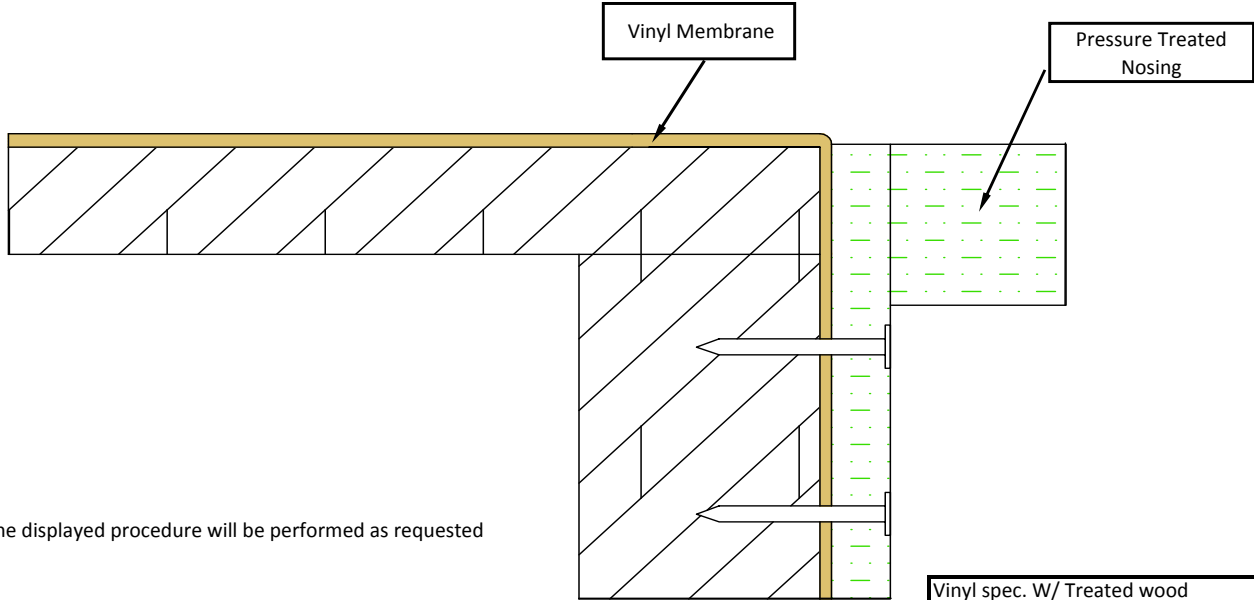 Vinyl Membrane
Pressure Treated
Nosing
he displayed procedure will be performed as requested
Vinyl spec. W/ Treated wood